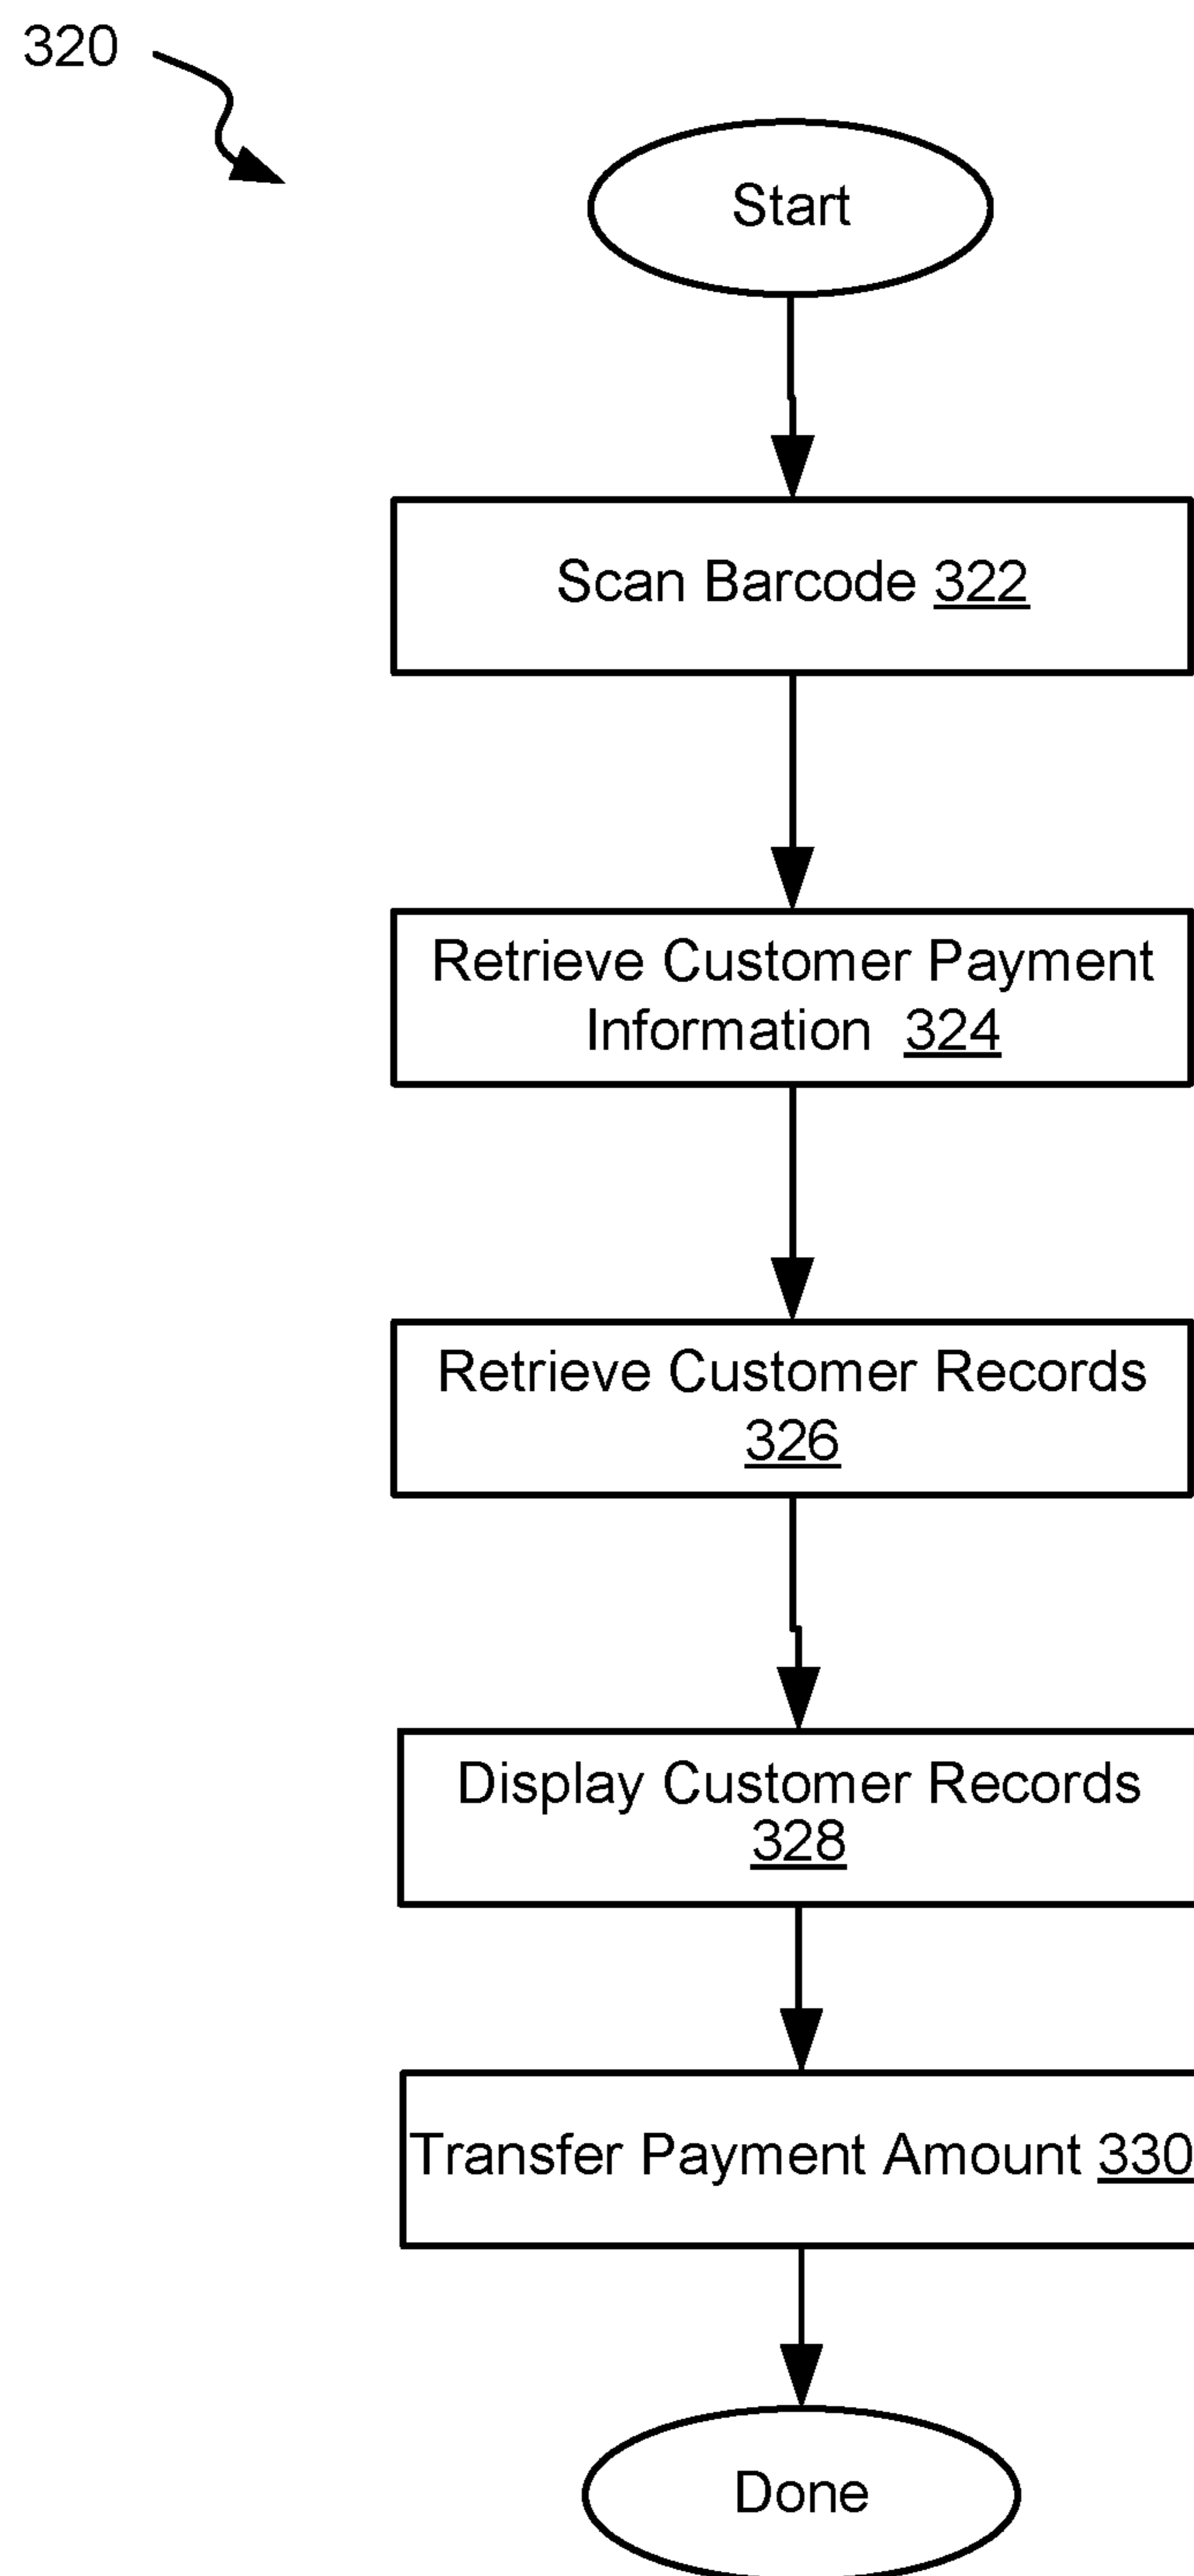 320
Start
Scan Barcode 322
Retrieve Customer Payment
Information 324
Retrieve Customer Records
326
Display Customer Records
328
Transfer Payment Amount 330
Done